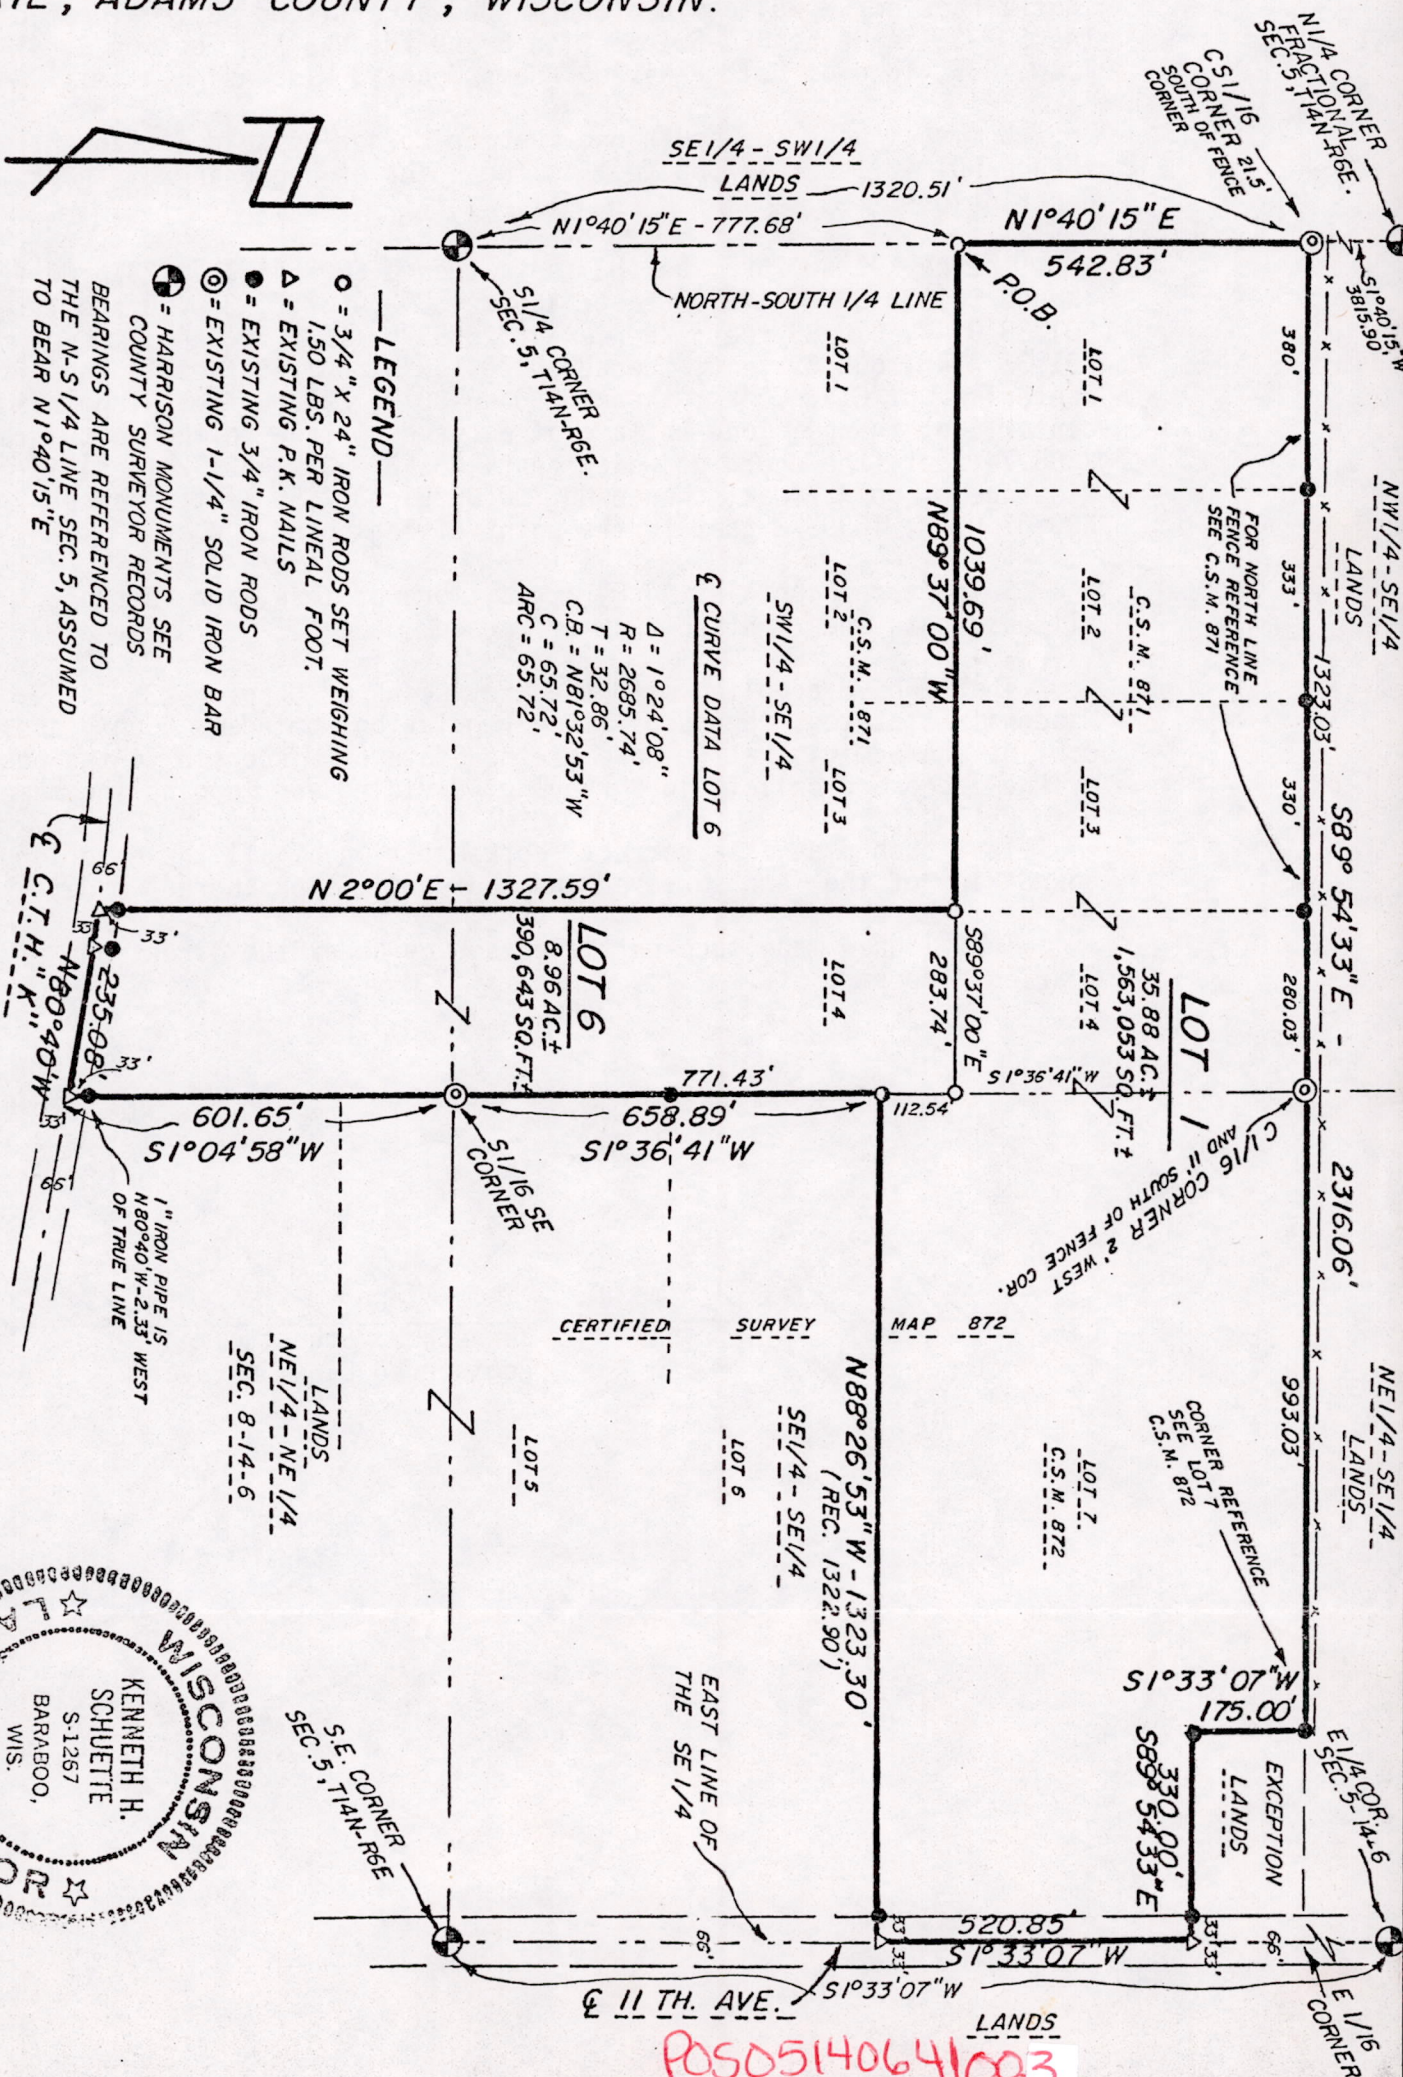 ADAMS COUNTY, WISCONSIN.
N1/4 CORNER
FRACTIONAL
SEC. 5, T14N-R6E.
CS1/16
CORNER 21.5'
SOUTH OF FENCE
CORNER
S1°40'15"W
3815.90'
SE1/4 - SW1/4
LANDS
1320.51'
N1°40'15"E - 777.68'
N1°40'15"E
542.83'
P.O.B.
NORTH-SOUTH 1/4 LINE
S1/4 CORNER
SEC. 5, T14N-R6E.
NW1/4-SE1/4
LANDS
1323.03'
S89°54'33"E -
2316.06'
380'
333'
330'
280.03'
993.03'
FOR NORTH LINE
FENCE REFERENCE
SEE C.S.M. 871
LOT 1
LOT 2
C.S.M. 871
LOT 3
LOT 4
LOT 1
35.88 AC.±
1,563,053 SQ. FT.±
1039.69'
N89°37'00"W
LOT 1
LOT 2
C.S.M. 871
LOT 3
LOT 4
SW1/4 - SE1/4
℄ CURVE DATA LOT 6
Δ = 1°24'08"
R = 2685.74'
T = 32.86'
C.B. = N81°32'53"W
C = 65.72'
ARC = 65.72'
LEGEND
○ = 3/4" X 24" IRON RODS SET WEIGHING
1.50 LBS. PER LINEAL FOOT.
△ = EXISTING P.K. NAILS
● = EXISTING 3/4" IRON RODS
◎ = EXISTING 1-1/4" SOLID IRON BAR
= HARRISON MONUMENTS SEE
COUNTY SURVEYOR RECORDS
BEARINGS ARE REFERENCED TO
THE N-S 1/4 LINE SEC. 5, ASSUMED
TO BEAR N1°40'15"E
S89°37'00"E
283.74'
S1°36'41"W
112.54'
N 2°00'E - 1327.59'
LOT 6
8.96 AC.±
390,643 SQ.FT.±
771.43'
658.89'
S1°36'41"W
601.65'
S1°04'58"W
S1/16 SE
CORNER
66'
33'
33'
235.08'
N80°40'W
33'
33'
66'
℄ C.T.H. "K"
1" IRON PIPE IS
N80°40'W-2.33' WEST
OF TRUE LINE
C1/16 CORNER 2' WEST
AND 11' SOUTH OF FENCE COR.
CERTIFIED SURVEY MAP 872
NE1/4-SE1/4
LANDS
CORNER REFERENCE
SEE LOT 7
C.S.M. 872
LOT 7
C.S.M. 872
N88°26'53"W - 1323.30'
(REC. 1322.90')
SE1/4 - SE1/4
LOT 6
LOT 5
LANDS
NE1/4 - NE1/4
SEC. 8-14-6
S1°33'07"W
175.00'
330.00'
S89°54'33"E
EXCEPTION
LANDS
E1/4 COR.
SEC. 5-14-6
EAST LINE OF
THE SE1/4
S.E. CORNER
SEC. 5, T14N-R6E
66'
33' 33'
520.85'
S1°33'07"W
33' 33'
66'
S1°33'07"W
℄ 11 TH. AVE.
LANDS
E 1/16
CORNER
WISCONSIN
KENNETH H.
SCHUETTE
S-1267
BARABOO,
WIS.
POS05140641003